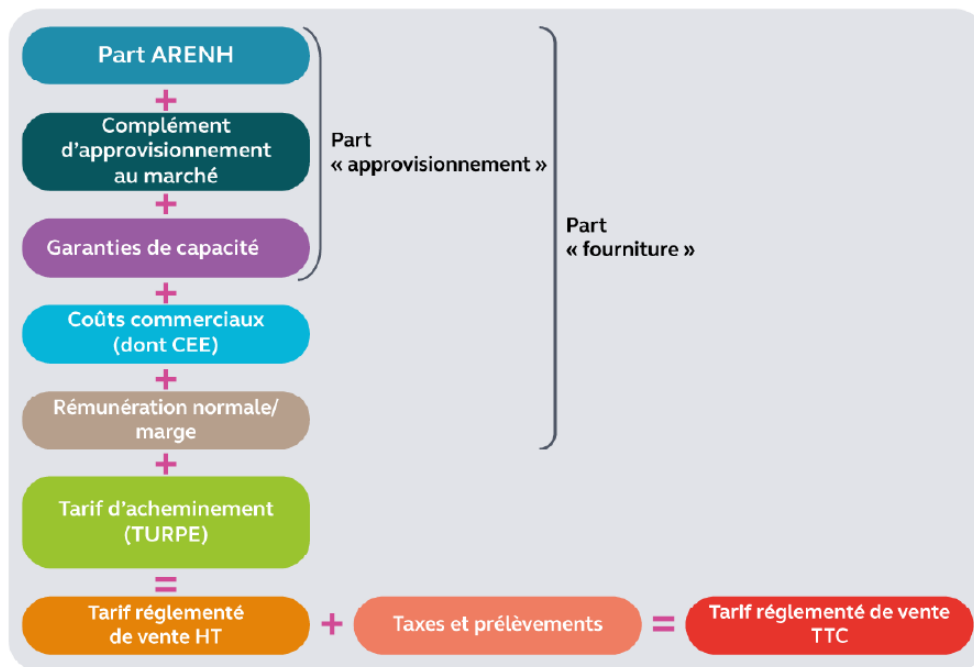 Part ARENH
+
Complément
d'approvisionnement
au marché
+
Garanties de capacité
Part
« approvisionnement »
Part
« fourniture »
+
Coûts commerciaux
(dont CEE)
+
Rémunération normale/
marge
+
Tarif d'acheminement
(TURPE)
=
Tarif réglementé
de vente HT
+
Taxes et prélèvements
=
Tarif réglementé de vente
TTC